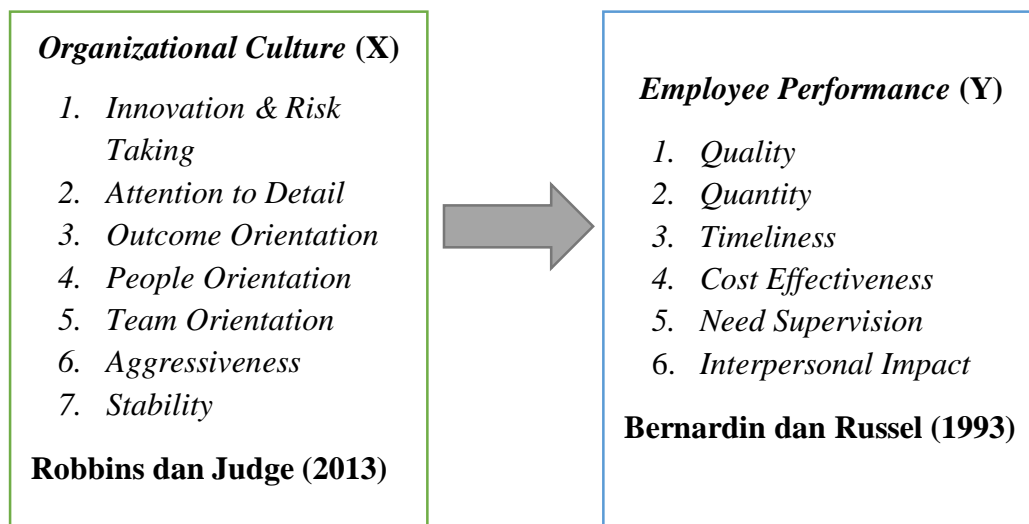 Organizational Culture (X)
1. Innovation & Risk
Taking
2. Attention to Detail
3. Outcome Orientation
4. People Orientation
5. Team Orientation
6. Aggressiveness
7. Stability
Robbins dan Judge (2013)
Employee Performance (Y)
1. Quality
2. Quantity
3. Timeliness
4. Cost Effectiveness
5. Need Supervision
6. Interpersonal Impact
Bernardin dan Russel (1993)